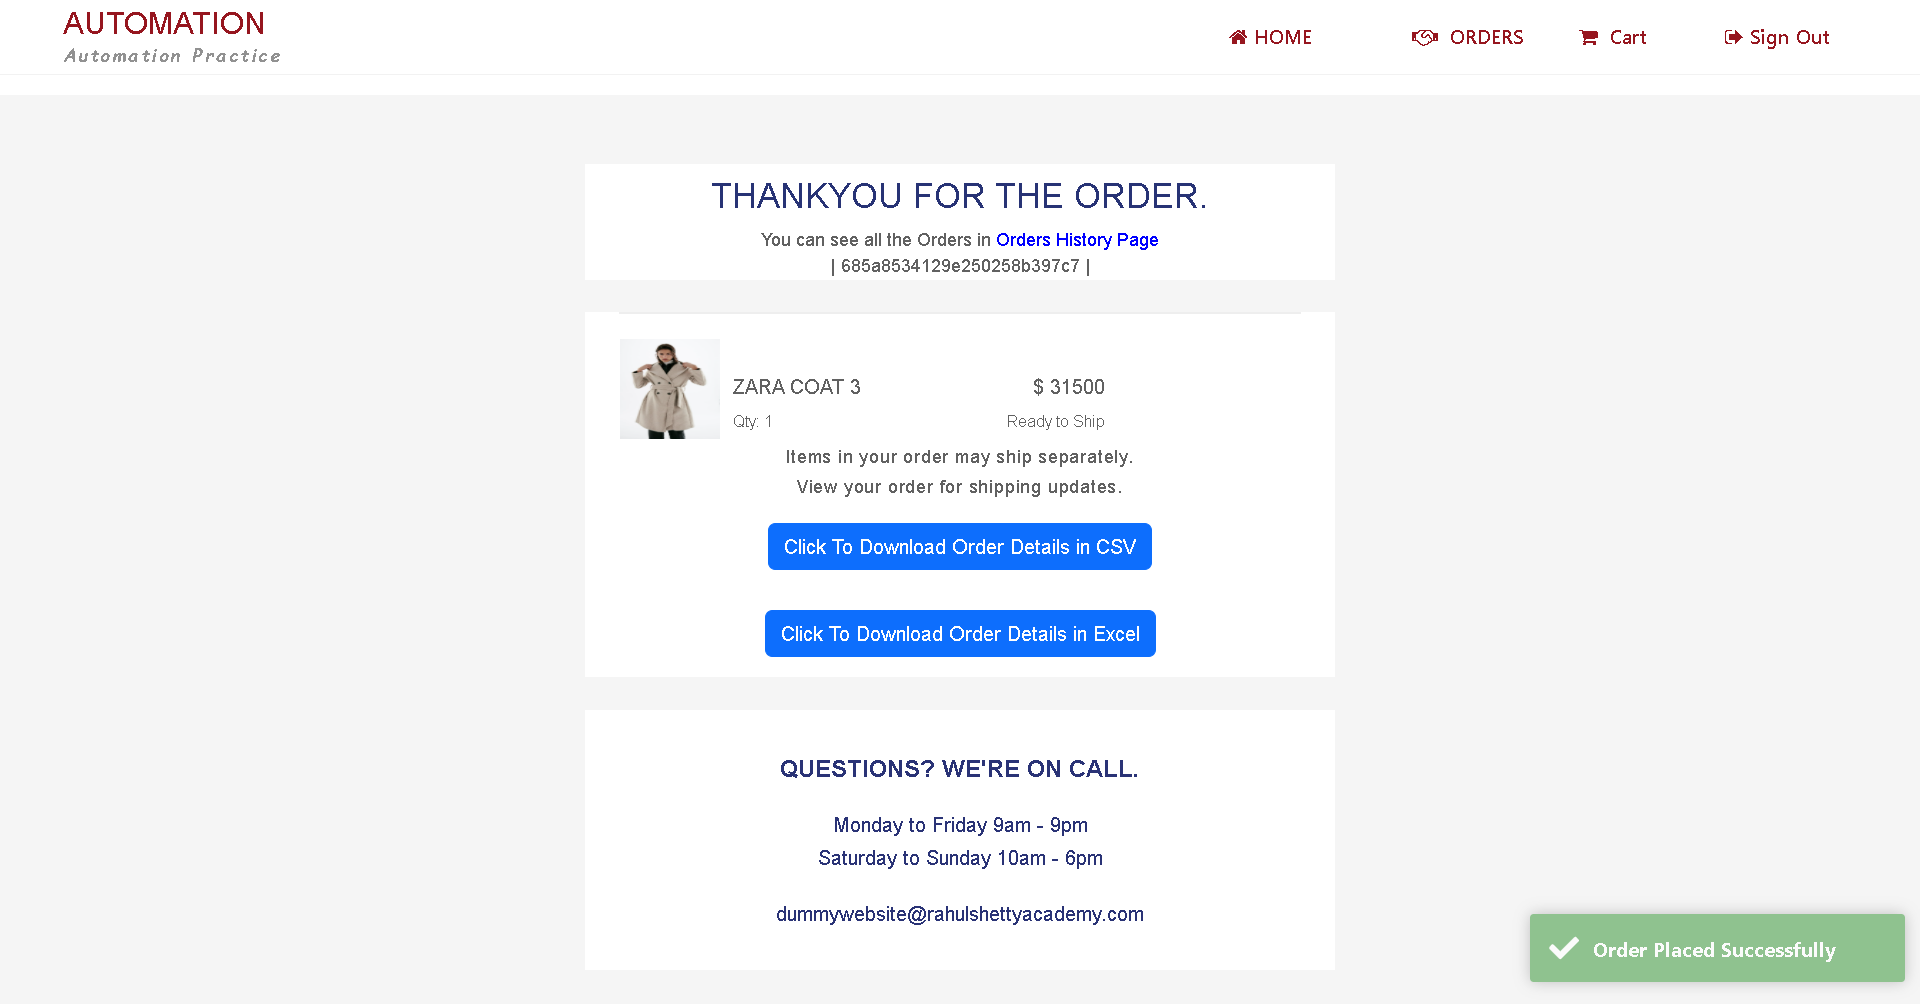 AUTOMATION
Automation Practice
HOME
ORDERS
Cart
Sign Out
THANKYOU FOR THE ORDER.
You can see all the Orders in Orders History Page
| 685a8534129e250258b397c7 |
ZARA COAT 3
$ 31500
Qty: 1
Ready to Ship
Items in your order may ship separately.
View your order for shipping updates.
Click To Download Order Details in CSV
Click To Download Order Details in Excel
QUESTIONS? WE'RE ON CALL.
Monday to Friday 9am - 9pm
Saturday to Sunday 10am - 6pm
dummywebsite@rahulshettyacademy.com
Order Placed Successfully